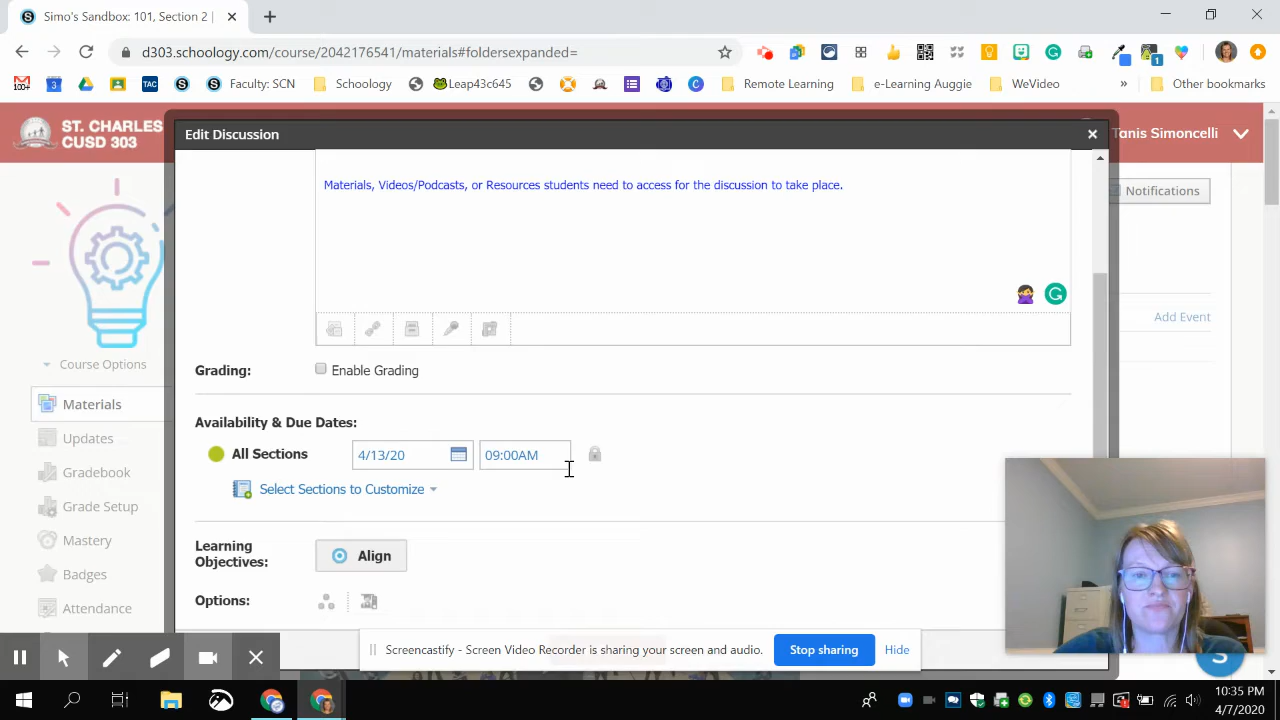 Simo's Sandbox: 101, Section 2 |
d303.schoology.com/course/2042176541/materials#foldersexpanded=
1
100+ 3 TAC Faculty: SCN Schoology Leap43c645 Remote Learning e-Learning Auggie WeVideo » Other bookmarks
ST. CHARLES
CUSD 303
Tanis Simoncelli
Edit Discussion
Notifications
Materials, Videos/Podcasts, or Resources students need to access for the discussion to take place.
Add Event
Course Options
Grading: Enable Grading
Materials
Availability & Due Dates:
Updates
All Sections 4/13/20 09:00AM
Gradebook
Select Sections to Customize
Grade Setup
Mastery
Learning
Objectives:
Align
Badges
Options:
Attendance
Screencastify - Screen Video Recorder is sharing your screen and audio. Stop sharing Hide
S
10:35 PM
4/7/2020